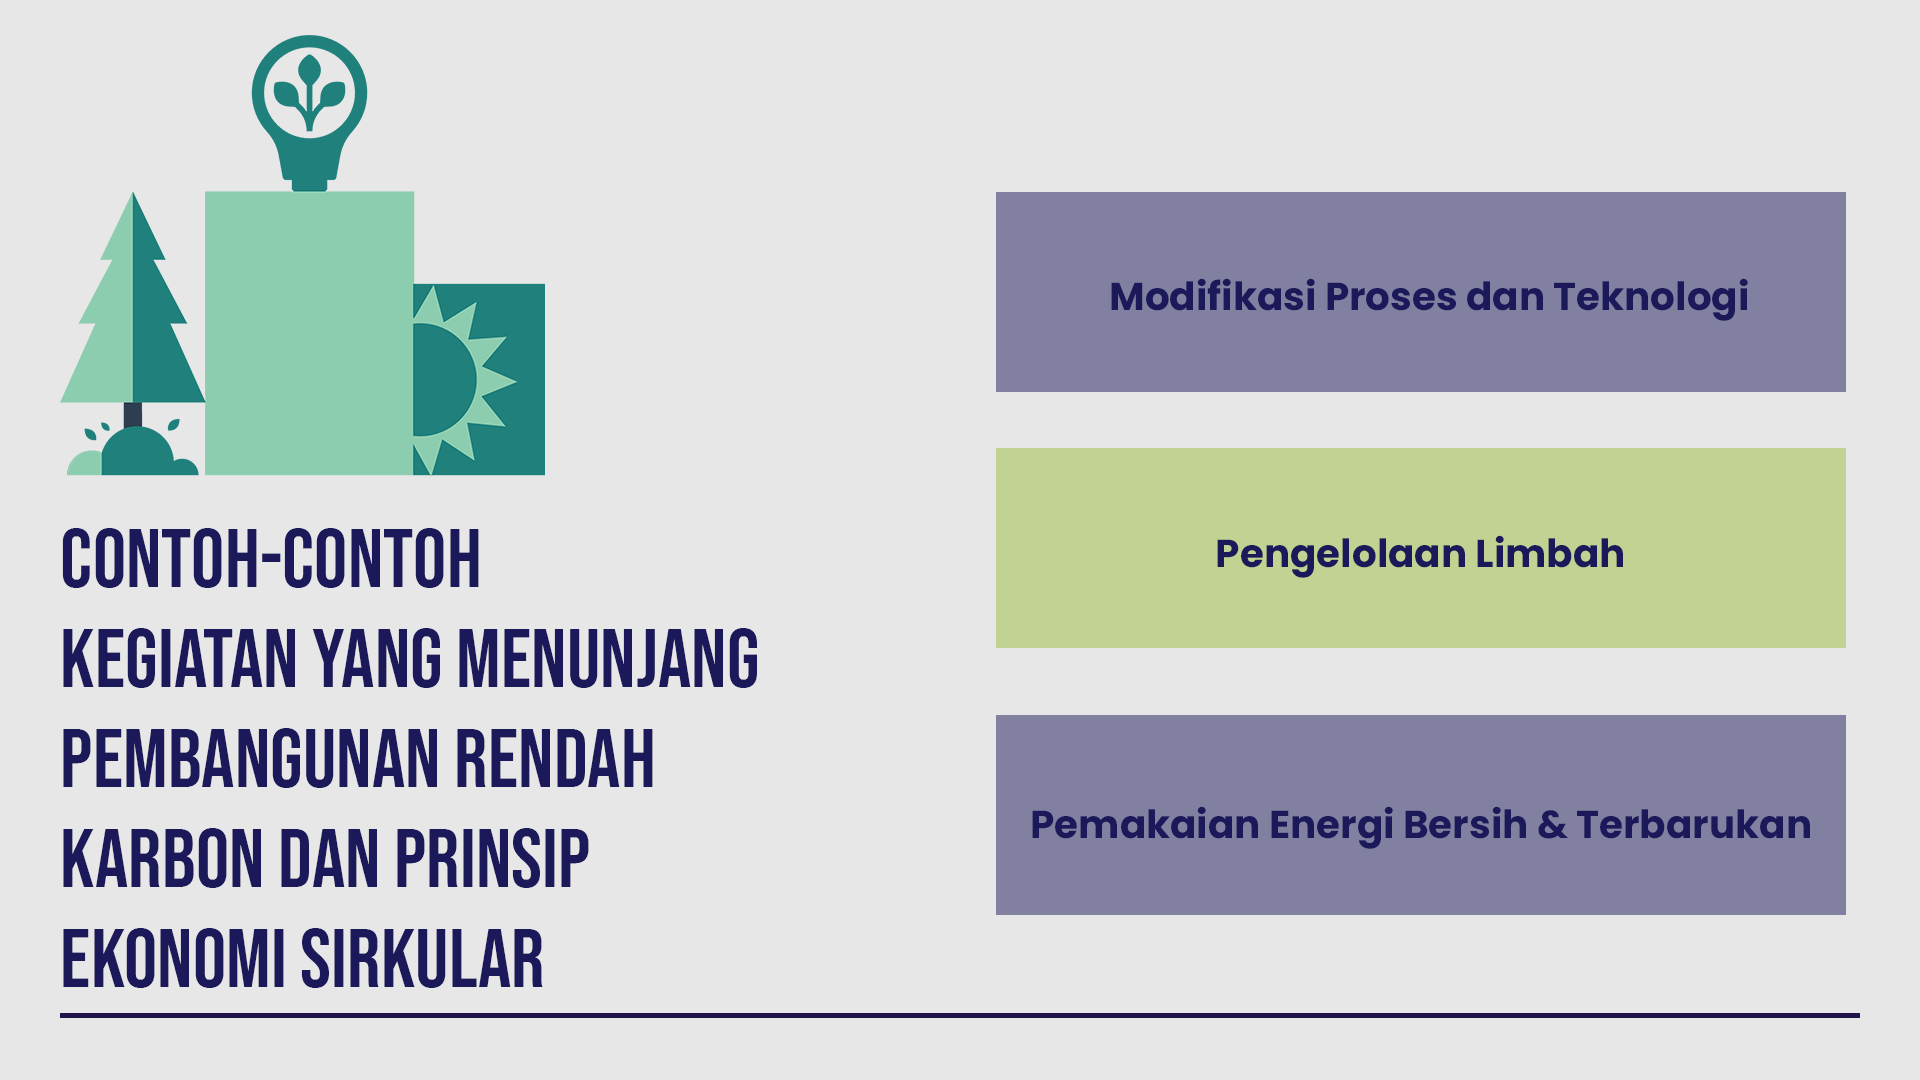 CONTOH-CONTOH
KEGIATAN YANG MENUNJANG
PEMBANGUNAN RENDAH
KARBON DAN PRINSIP
EKONOMI SIRKULAR
Modifikasi Proses dan Teknologi
Pengelolaan Limbah
Pemakaian Energi Bersih & Terbarukan